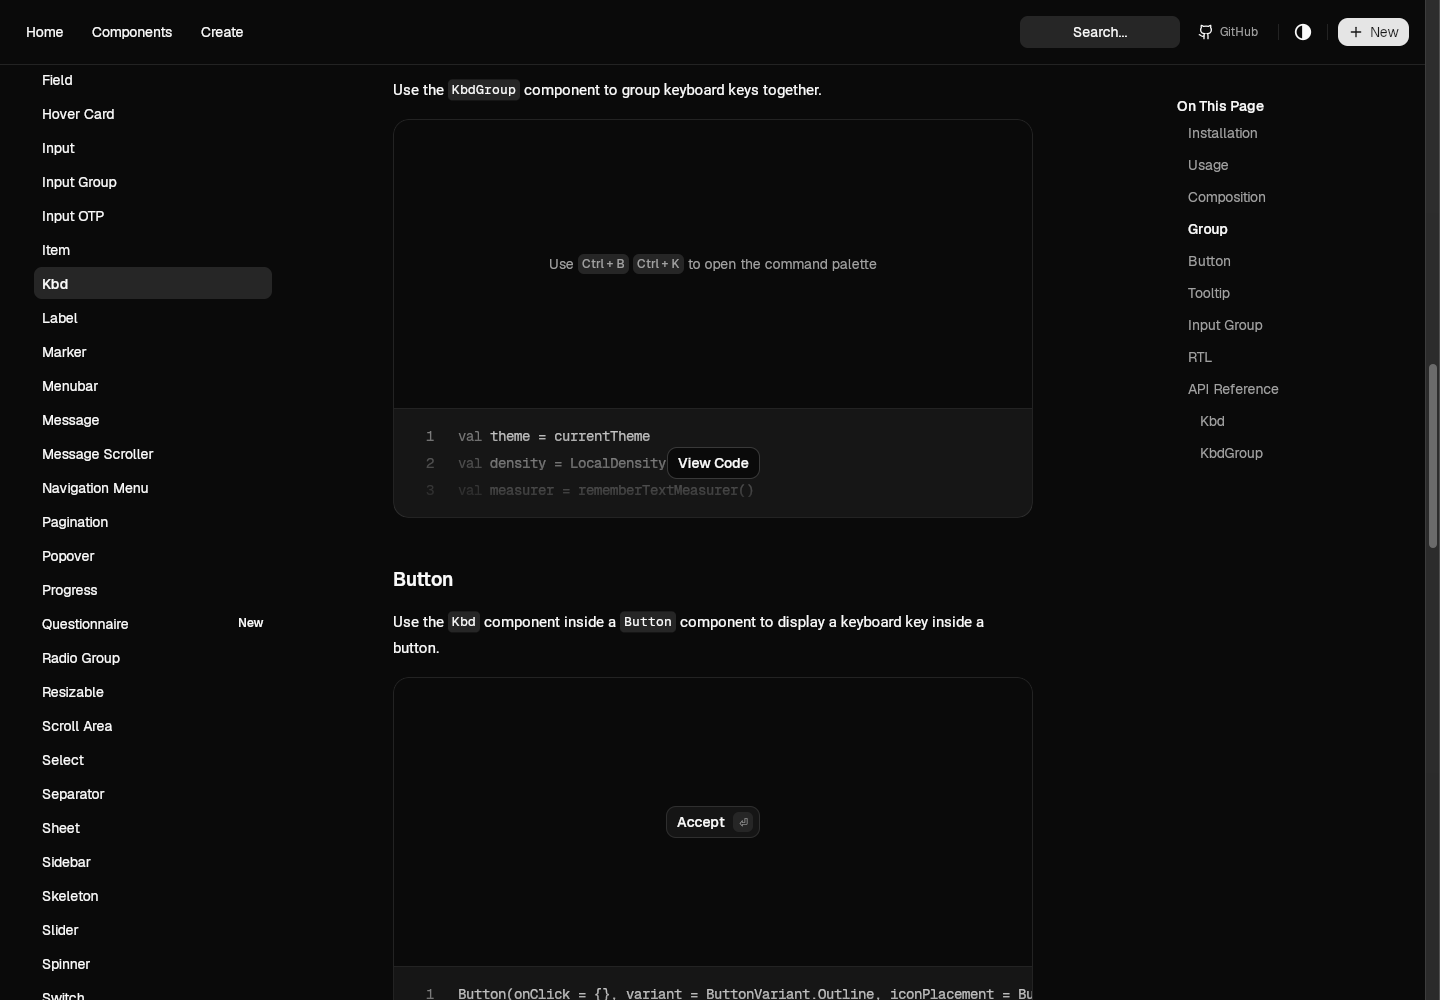 Home
Components
Create
Search...
GitHub
New
Field
Hover Card
Input
Input Group
Input OTP
Item
Kbd
Label
Marker
Menubar
Message
Message Scroller
Navigation Menu
Pagination
Popover
Progress
Questionnaire New
Radio Group
Resizable
Scroll Area
Select
Separator
Sheet
Sidebar
Skeleton
Slider
Spinner
Switch
Use the KbdGroup component to group keyboard keys together.
Use Ctrl + B Ctrl + K to open the command palette
1 val theme = currentTheme
2 val density = LocalDensity
View Code
3 val measurer = rememberTextMeasurer()
Button
Use the Kbd component inside a Button component to display a keyboard key inside a
button.
Accept ⏎
1 Button(onClick = {}, variant = ButtonVariant.Outline, iconPlacement = Bu
On This Page
Installation
Usage
Composition
Group
Button
Tooltip
Input Group
RTL
API Reference
Kbd
KbdGroup